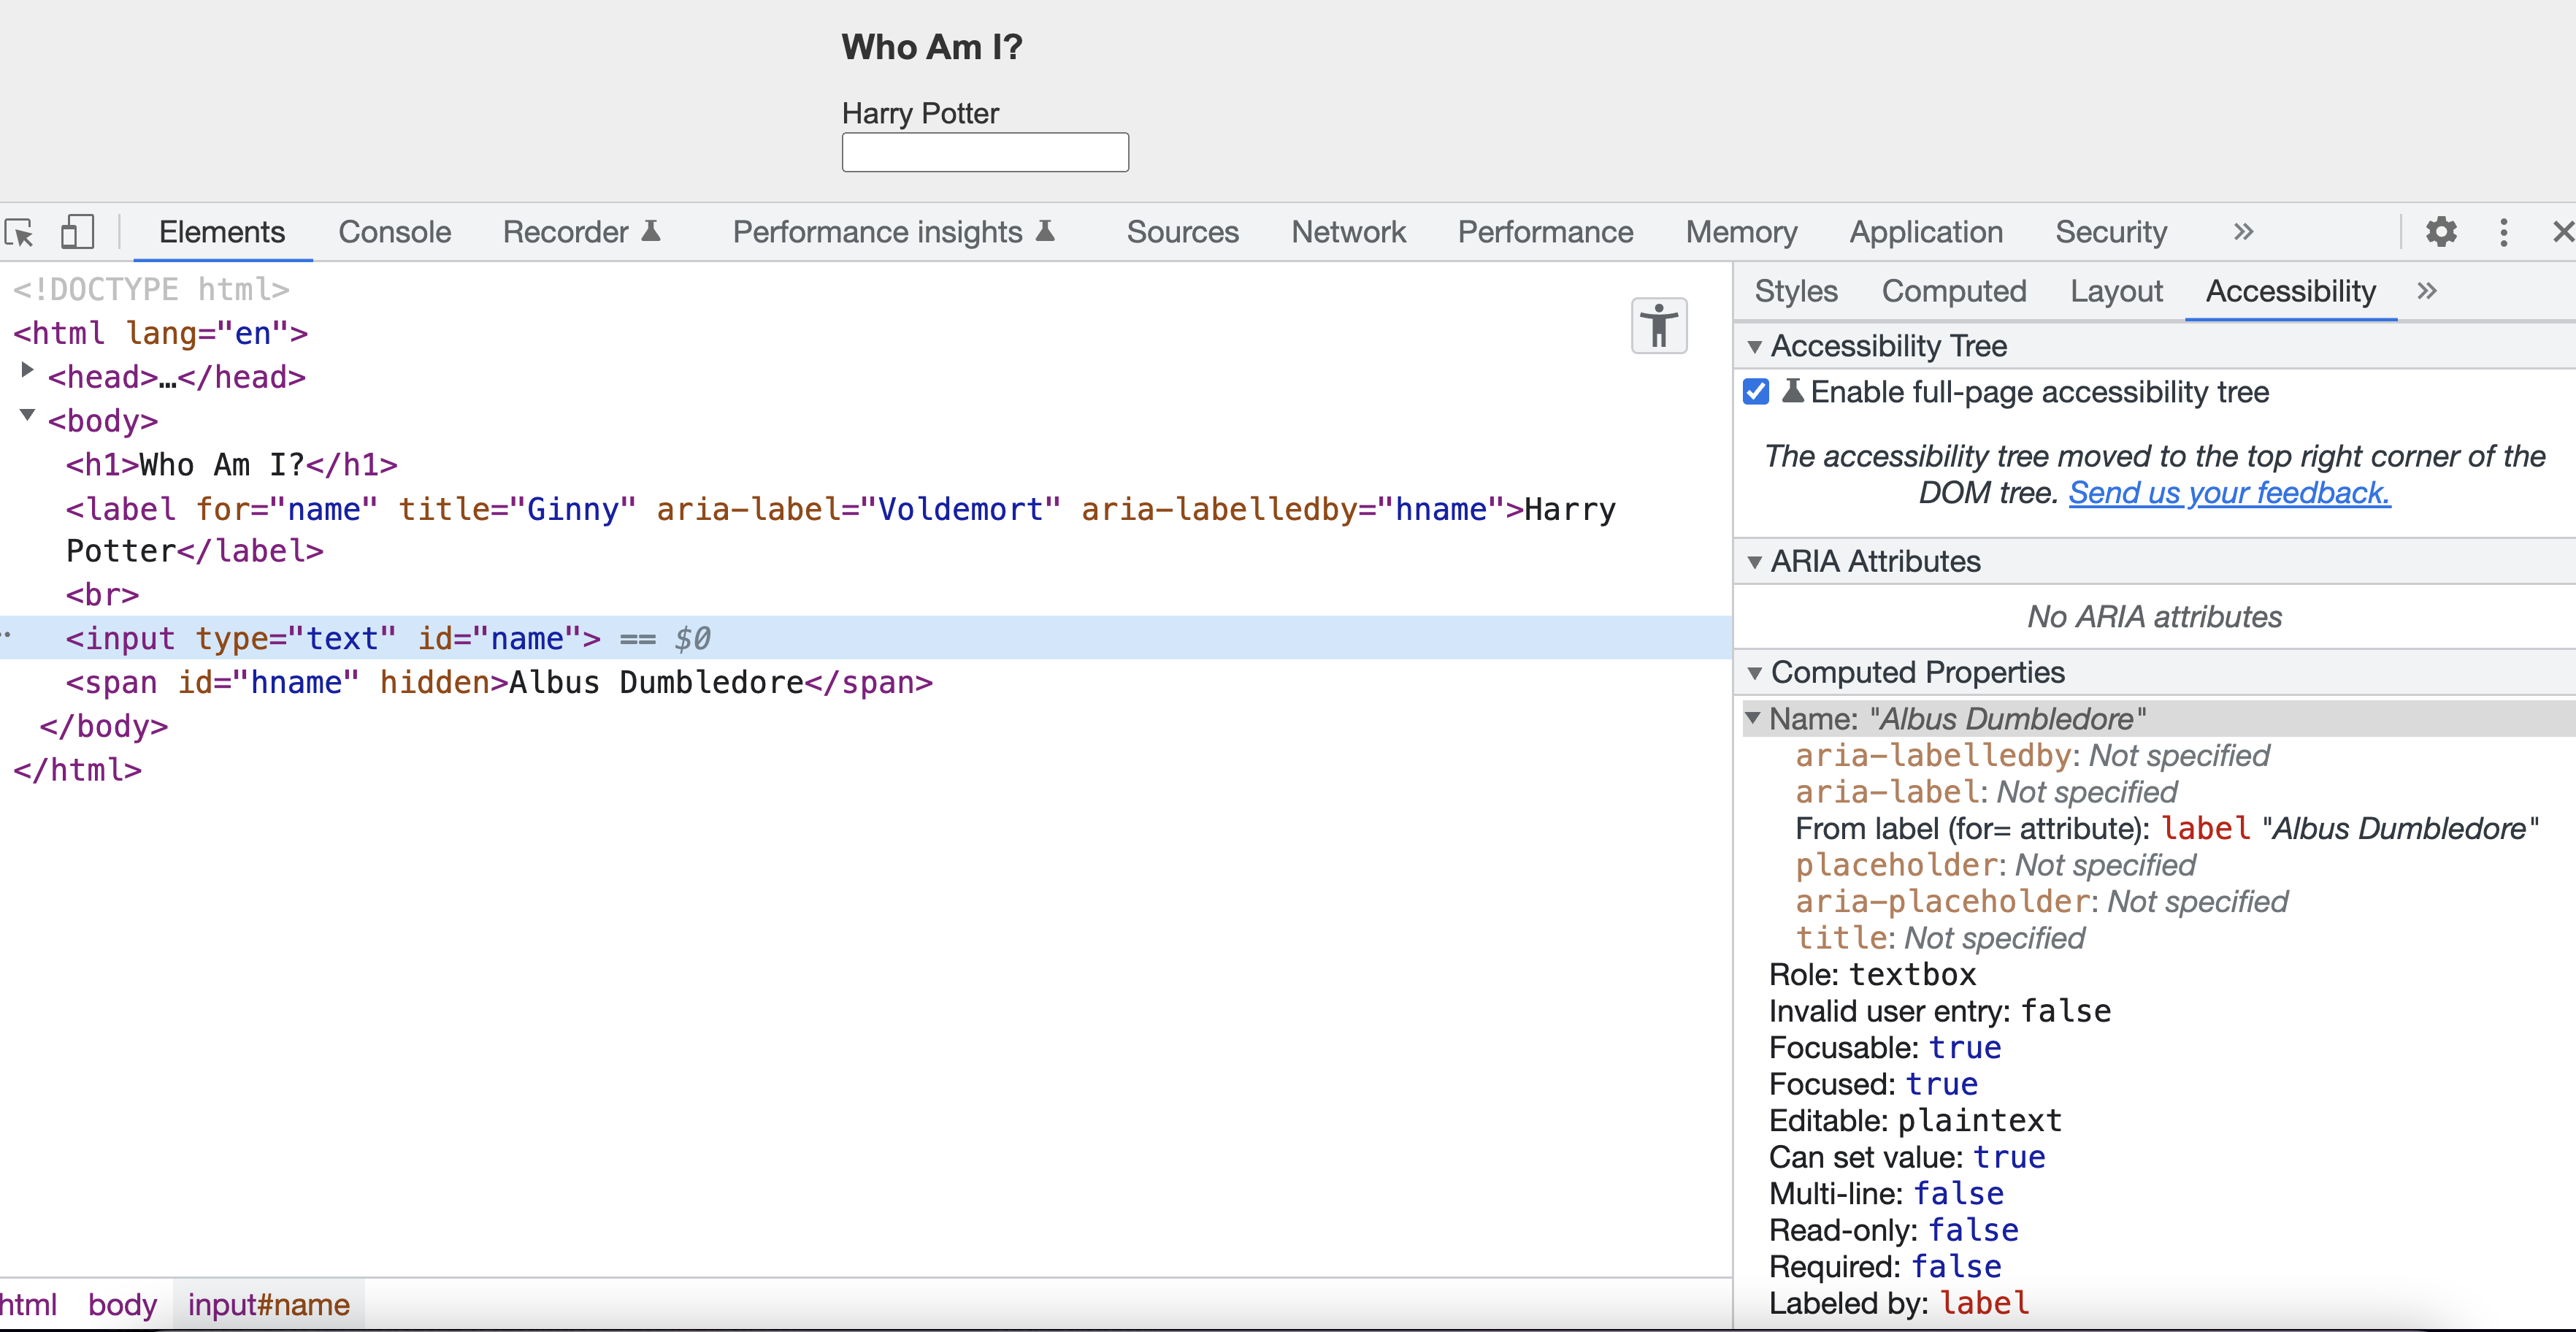 Who Am I?
Harry Potter
Elements Console Recorder Performance insights Sources Network Performance Memory Application Security »
<!DOCTYPE html>
<html lang="en">
<head>…</head>
<body>
<h1>Who Am I?</h1>
<label for="name" title="Ginny" aria-label="Voldemort" aria-labelledby="hname">Harry
Potter</label>
<br>
<input type="text" id="name"> == $0
<span id="hname" hidden>Albus Dumbledore</span>
</body>
</html>
html body input#name
Styles Computed Layout Accessibility »
Accessibility Tree
Enable full-page accessibility tree
The accessibility tree moved to the top right corner of the
DOM tree. Send us your feedback.
ARIA Attributes
No ARIA attributes
Computed Properties
Name: "Albus Dumbledore"
aria-labelledby: Not specified
aria-label: Not specified
From label (for= attribute): label "Albus Dumbledore"
placeholder: Not specified
aria-placeholder: Not specified
title: Not specified
Role: textbox
Invalid user entry: false
Focusable: true
Focused: true
Editable: plaintext
Can set value: true
Multi-line: false
Read-only: false
Required: false
Labeled by: label